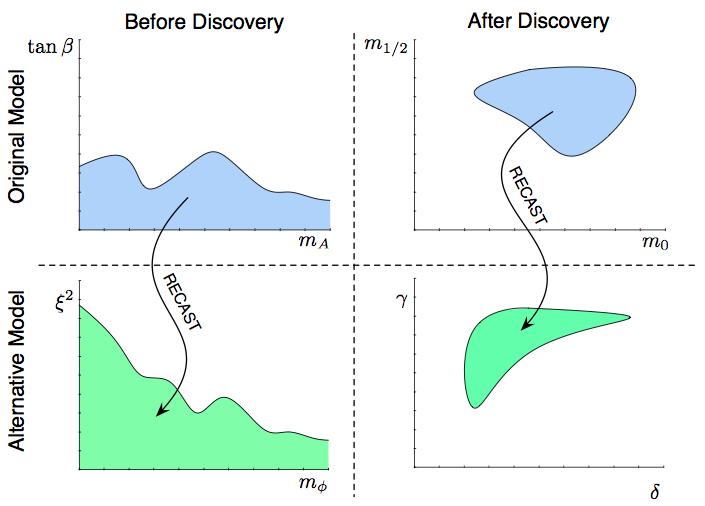 Before Discovery
After Discovery
Original Model
tan β
m_A
RECAST
m_{1/2}
m_0
RECAST
Alternative Model
ξ²
m_ϕ
γ
δ